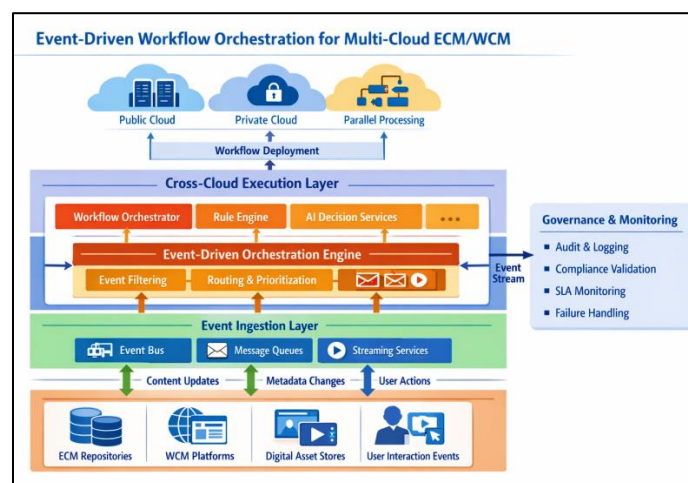 Event-Driven Workflow Orchestration for Multi-Cloud ECM/WCM
Public Cloud
Private Cloud
Parallel Processing
Workflow Deployment
Cross-Cloud Execution Layer
Workflow Orchestrator
Rule Engine
AI Decision Services
...
Event-Driven Orchestration Engine
Event Filtering
Routing & Prioritization
Event Stream
Governance & Monitoring
▪ Audit & Logging
▪ Compliance Validation
▪ SLA Monitoring
▪ Failure Handling
Event Ingestion Layer
Event Bus
Message Queues
Streaming Services
Content Updates
Metadata Changes
User Actions
ECM Repositories
WCM Platforms
Digital Asset Stores
User Interaction Events